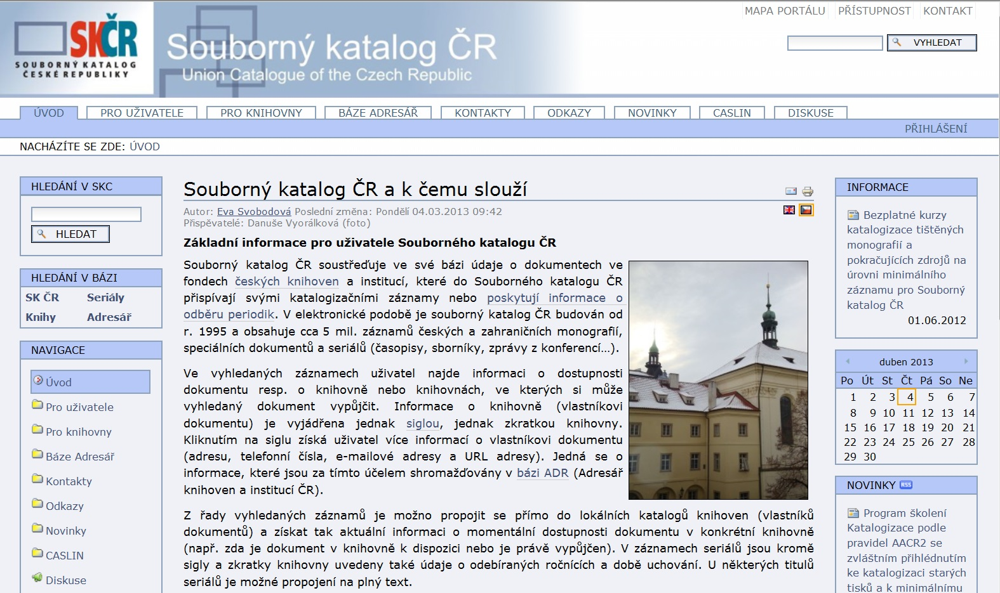 SKČR
SOUBORNÝ KATALOG
ČESKÉ REPUBLIKY
Souborný katalog ČR
Union Catalogue of the Czech Republic
MAPA PORTÁLU PŘÍSTUPNOST KONTAKT
VYHLEDAT
ÚVOD PRO UŽIVATELE PRO KNIHOVNY BÁZE ADRESÁŘ KONTAKTY ODKAZY NOVINKY CASLIN DISKUSE
PŘIHLÁŠENÍ
NACHÁZÍTE SE ZDE: ÚVOD
HLEDÁNÍ V SKC
HLEDAT
HLEDÁNÍ V BÁZI
SK ČR Seriály
Knihy Adresář
NAVIGACE
Úvod
Pro uživatele
Pro knihovny
Báze Adresář
Kontakty
Odkazy
Novinky
CASLIN
Diskuse
Souborný katalog ČR a k čemu slouží
Autor: Eva Svobodová Poslední změna: Pondělí 04.03.2013 09:42
Přispěvatelé: Danuše Vyorálková (foto)
Základní informace pro uživatele Souborného katalogu ČR
Souborný katalog ČR soustřeďuje ve své bázi údaje o dokumentech ve
fondech českých knihoven a institucí, které do Souborného katalogu ČR
přispívají svými katalogizačními záznamy nebo poskytují informace o
odběru periodik. V elektronické podobě je souborný katalog ČR budován od
r. 1995 a obsahuje cca 5 mil. záznamů českých a zahraničních monografií,
speciálních dokumentů a seriálů (časopisy, sborníky, zprávy z konferencí...).
Ve vyhledaných záznamech uživatel najde informaci o dostupnosti
dokumentu resp. o knihovně nebo knihovnách, ve kterých si může
vyhledaný dokument vypůjčit. Informace o knihovně (vlastníkovi
dokumentu) je vyjádřena jednak siglou, jednak zkratkou knihovny.
Kliknutím na siglu získá uživatel více informací o vlastníkovi dokumentu
(adresu, telefonní čísla, e-mailové adresy a URL adresy). Jedná se o
informace, které jsou za tímto účelem shromažďovány v bázi ADR (Adresář
knihoven a institucí ČR).
Z řady vyhledaných záznamů je možno propojit se přímo do lokálních katalogů knihoven (vlastníků
dokumentů) a získat tak aktuální informaci o momentální dostupnosti dokumentu v konkrétní knihovně
(např. zda je dokument v knihovně k dispozici nebo je právě vypůjčen). V záznamech seriálů jsou kromě
sigly a zkratky knihovny uvedeny také údaje o odebíraných ročnících a době uchování. U některých titulů
seriálů je možné propojení na plný text.
INFORMACE
Bezplatné kurzy
katalogizace tištěných
monografií a
pokračujících zdrojů na
úrovni minimálního
záznamu pro Souborný
katalog ČR
01.06.2012
duben 2013
Po Út St Čt Pá So Ne
1 2 3 4 5 6 7
8 9 10 11 12 13 14
15 16 17 18 19 20 21
22 23 24 25 26 27 28
29 30
NOVINKY RSS
Program školení
Katalogizace podle
pravidel AACR2 se
zvláštním přihlédnutím
ke katalogizaci starých
tisků a k minimálnímu